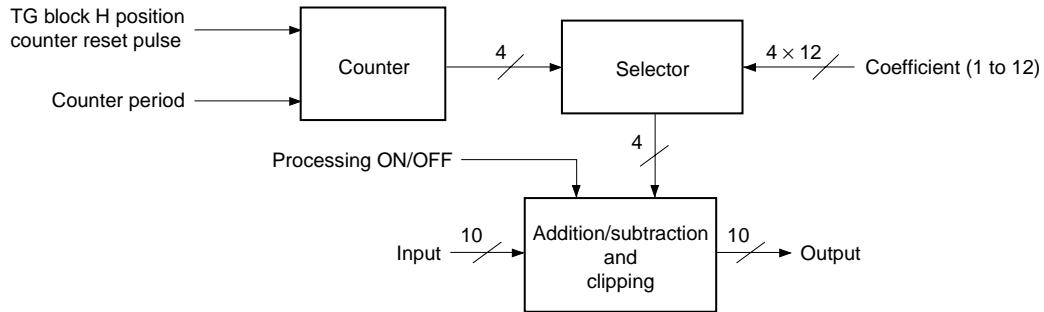 TG block H position
counter reset pulse
Counter period
Counter
4
Selector
4 × 12
Coefficient (1 to 12)
4
Processing ON/OFF
Input
10
Addition/subtraction
and
clipping
10
Output